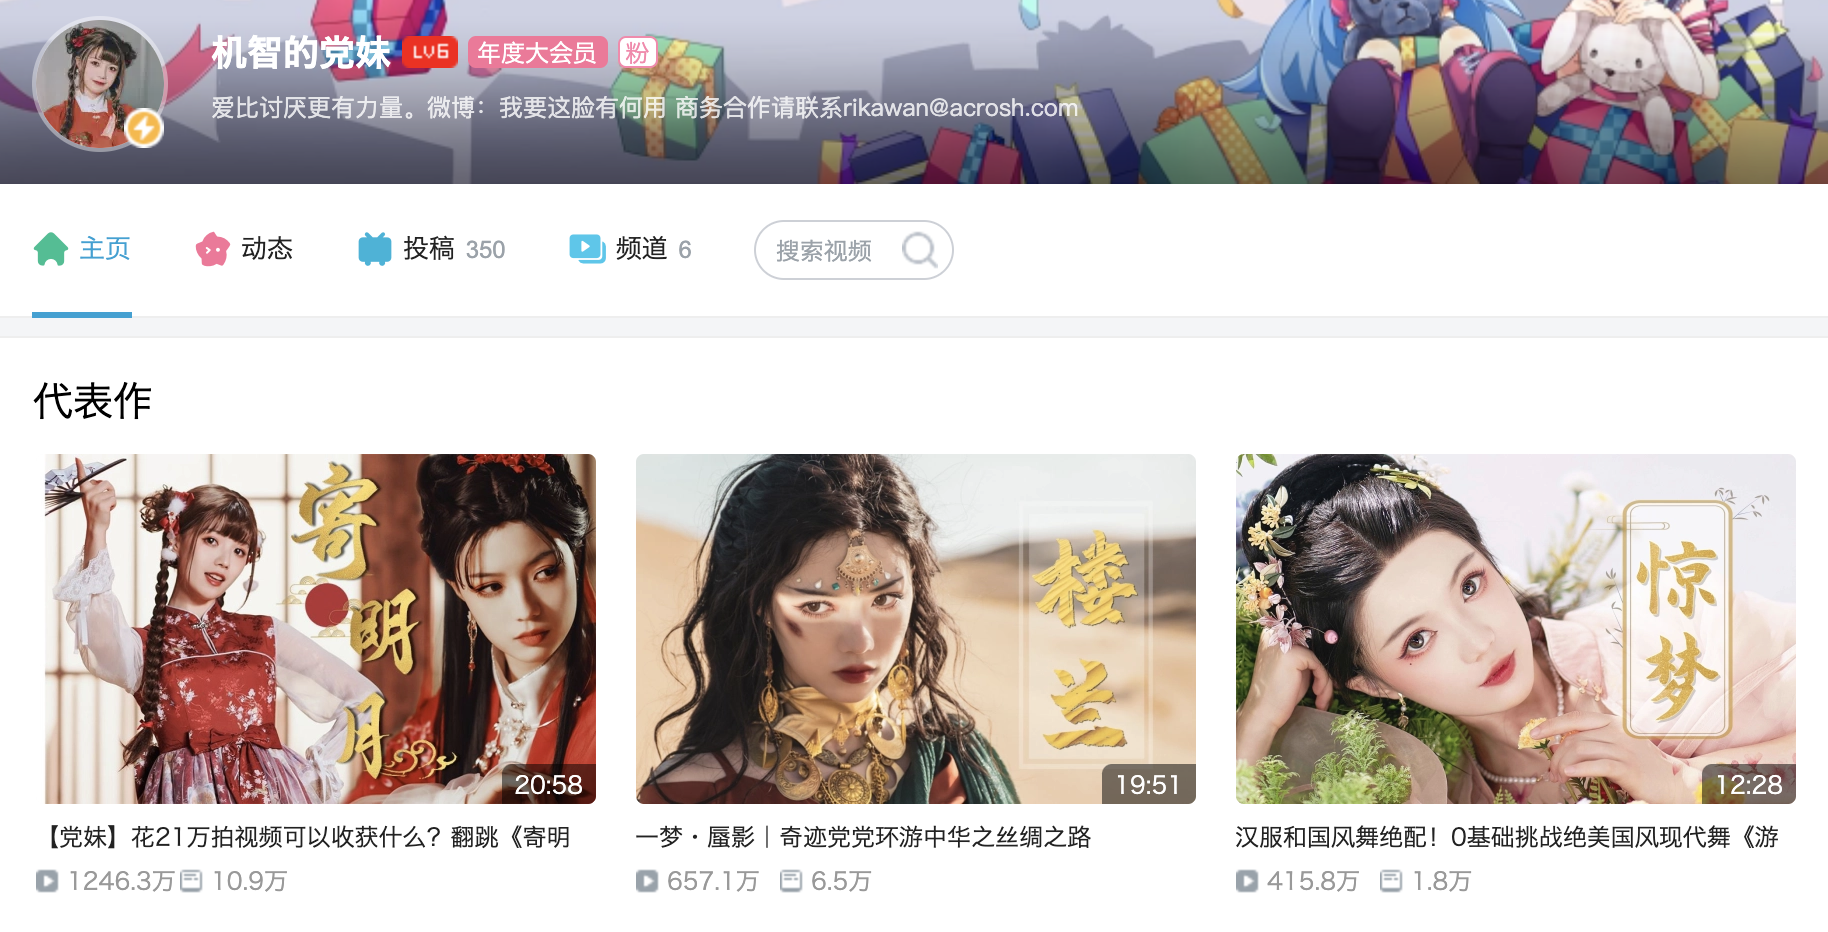 机智的党妹 LV6 年度大会员 粉
爱比讨厌更有力量。微博：我要这脸有何用 商务合作请联系rikawan@acrosh.com
主页 动态 投稿 350 频道 6 搜索视频
代表作
寄明月
20:58
楼兰
19:51
惊梦
12:28
【党妹】花21万拍视频可以收获什么？翻跳《寄明
1246.3万 10.9万
一梦·蜃影｜奇迹党党环游中华之丝绸之路
657.1万 6.5万
汉服和国风舞绝配！0基础挑战绝美国风现代舞《游
415.8万 1.8万